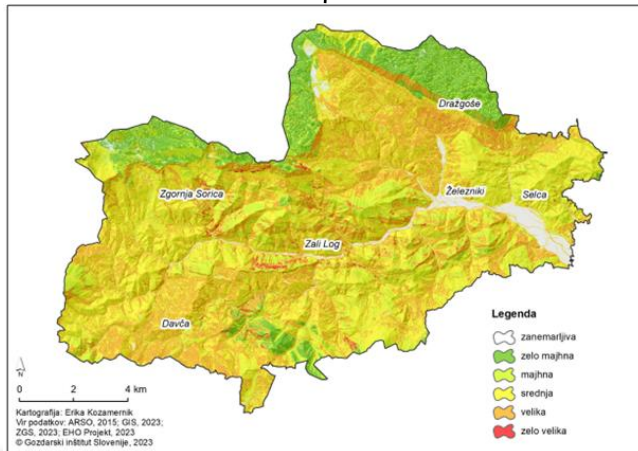 Dražgoše
Zgornja Sorica
Železniki
Selca
Zali Log
Davča
Legenda
zanemarljiva
zelo majhna
majhna
srednja
velika
zelo velika
N
0 2 4 km
Kartografija: Erika Kozamernik
Vir podatkov: ARSO, 2015; GIS, 2023;
ZGS, 2023; EHO Projekt, 2023
© Gozdarski inštitut Slovenije, 2023